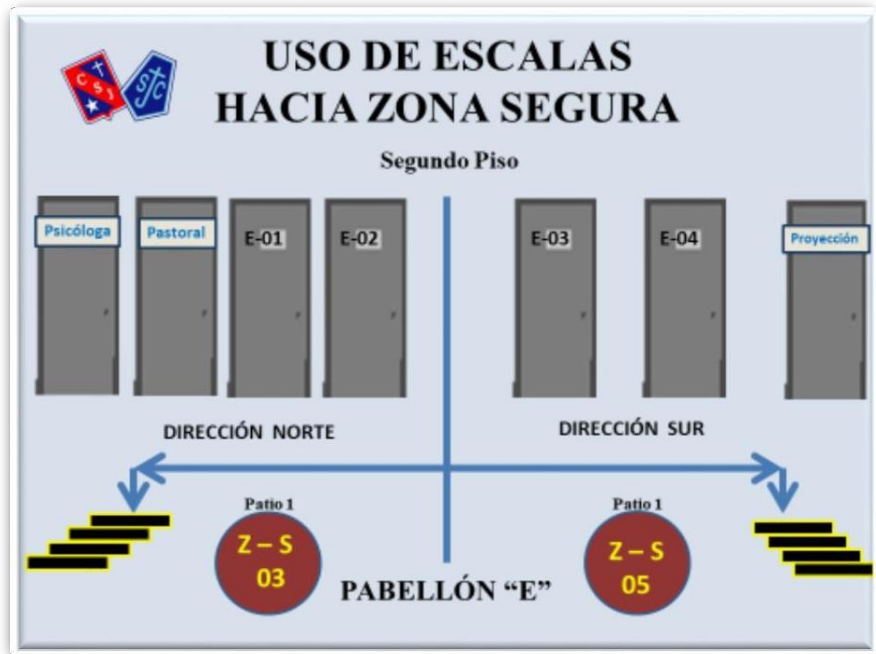 USO DE ESCALAS
HACIA ZONA SEGURA
Segundo Piso
C S J
SJC
Psicóloga
Pastoral
E-01
E-02
E-03
E-04
Proyección
DIRECCIÓN NORTE
DIRECCIÓN SUR
Patio 1
Z – S
03
Patio 1
Z – S
05
PABELLÓN “E”